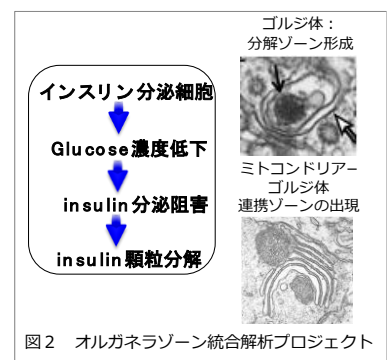 インスリン分泌細胞
Glucose濃度低下
insulin分泌阻害
insulin顆粒分解
ゴルジ体：
分解ゾーン形成
ミトコンドリアー
ゴルジ体
連携ゾーンの出現
図２　オルガネラゾーン統合解析プロジェクト